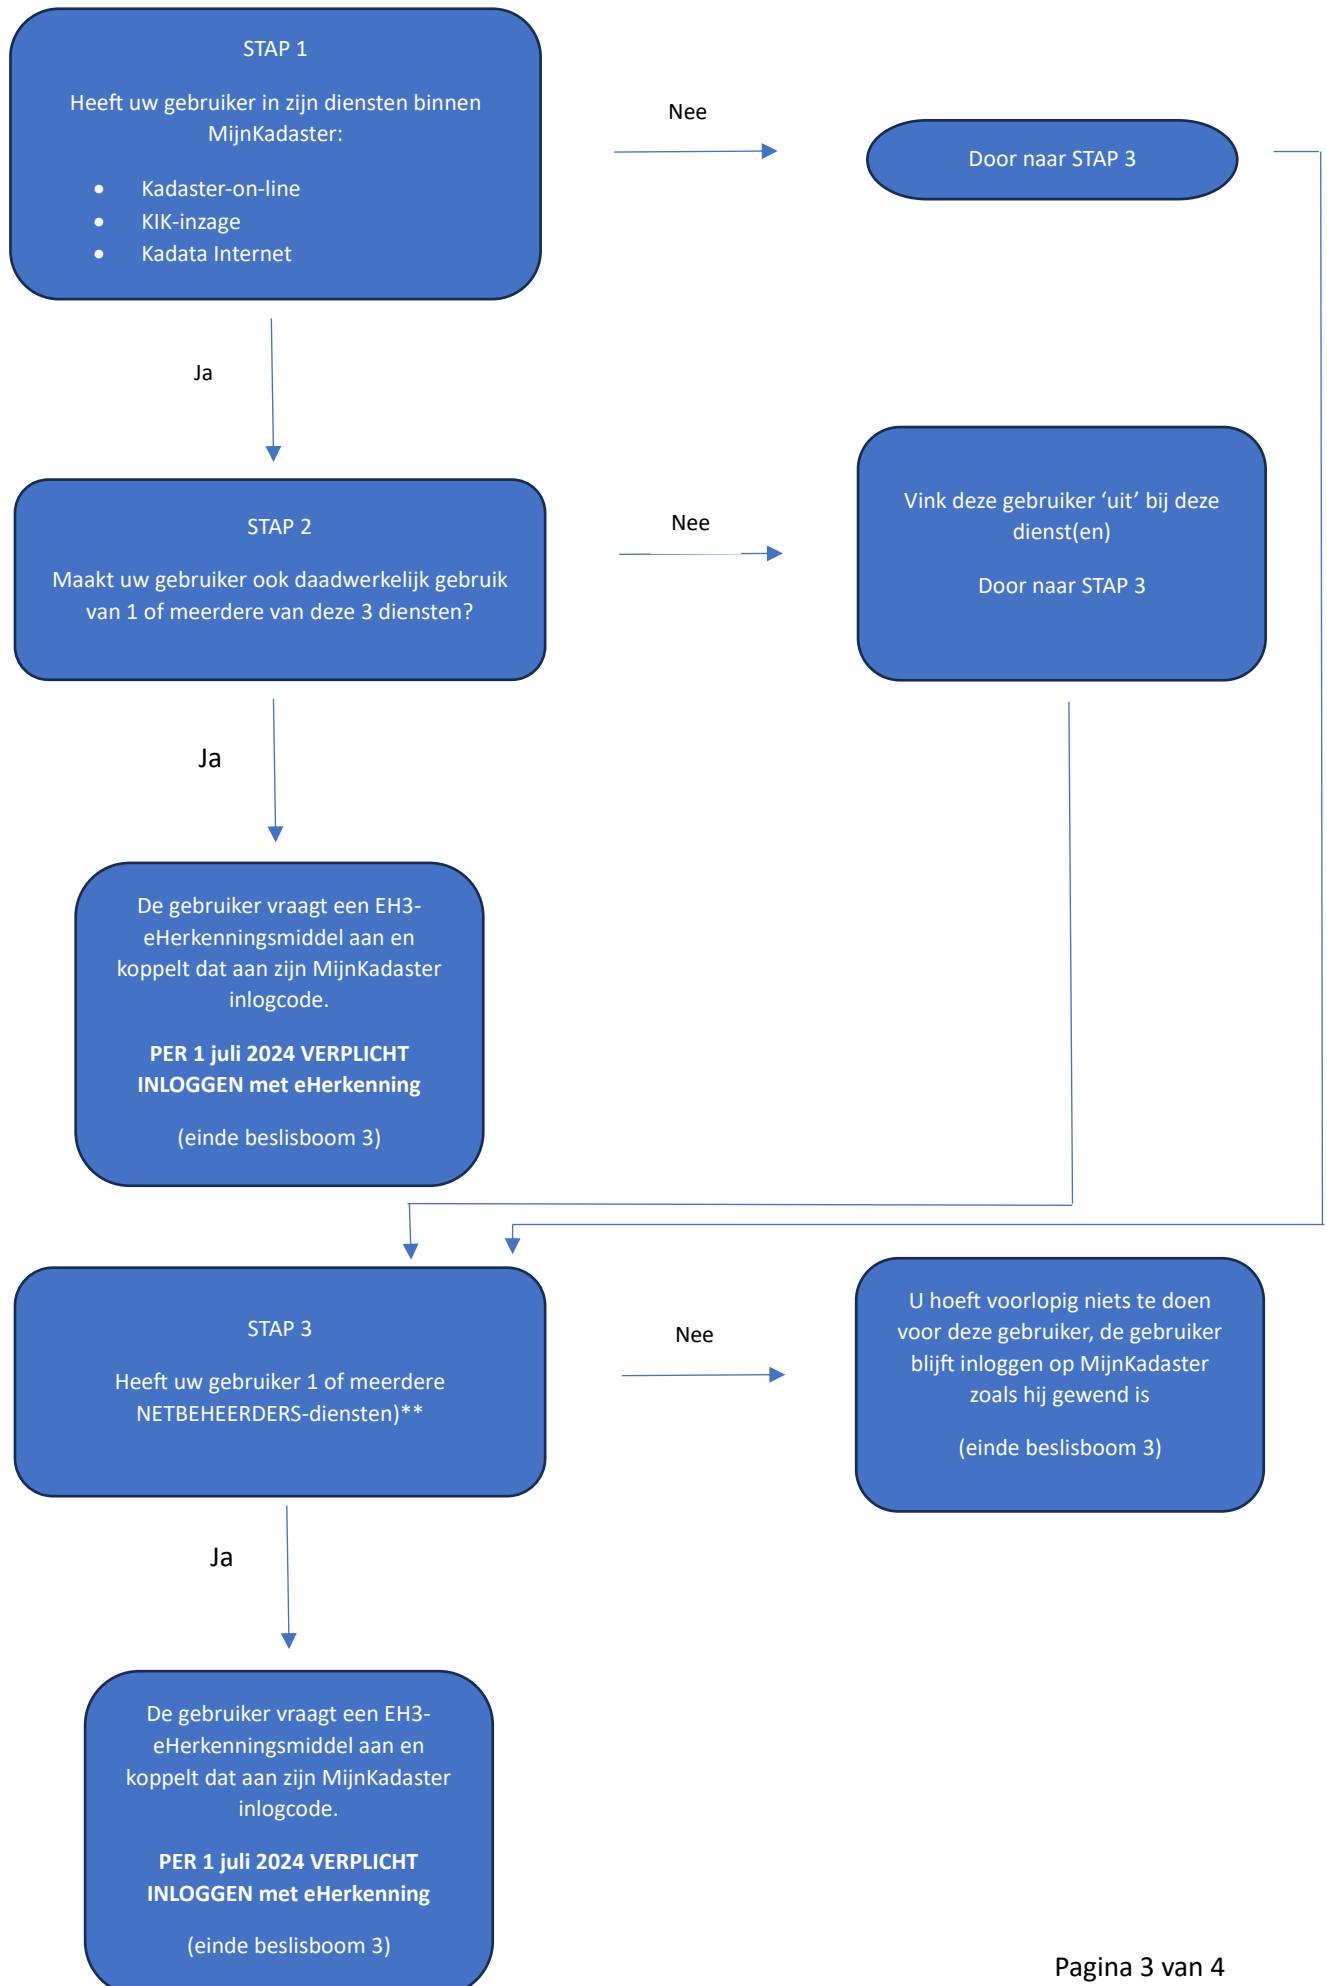 STAP 1
Heeft uw gebruiker in zijn diensten binnen
MijnKadaster:
• Kadaster-on-line
• KIK-inzage
• Kadata Internet
Nee
Door naar STAP 3
Ja
STAP 2
Maakt uw gebruiker ook daadwerkelijk gebruik
van 1 of meerdere van deze 3 diensten?
Nee
Vink deze gebruiker ‘uit’ bij deze
dienst(en)
Door naar STAP 3
Ja
De gebruiker vraagt een EH3-
eHerkenningsmiddel aan en
koppelt dat aan zijn MijnKadaster
inlogcode.
PER 1 juli 2024 VERPLICHT
INLOGGEN met eHerkenning
(einde beslisboom 3)
STAP 3
Heeft uw gebruiker 1 of meerdere
NETBEHEERDERS-diensten)**
Nee
U hoeft voorlopig niets te doen
voor deze gebruiker, de gebruiker
blijft inloggen op MijnKadaster
zoals hij gewend is
(einde beslisboom 3)
Ja
De gebruiker vraagt een EH3-
eHerkenningsmiddel aan en
koppelt dat aan zijn MijnKadaster
inlogcode.
PER 1 juli 2024 VERPLICHT
INLOGGEN met eHerkenning
(einde beslisboom 3)
Pagina 3 van 4